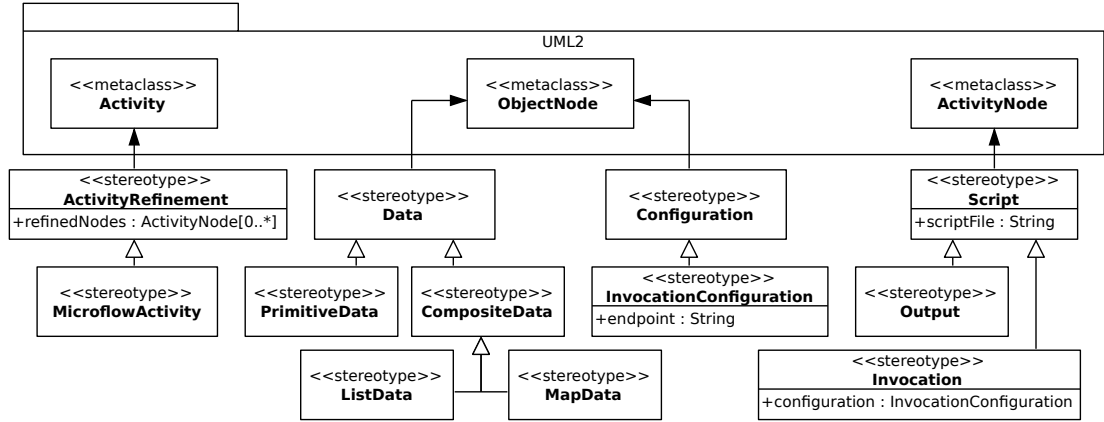 UML2
<<metaclass>>
Activity
<<metaclass>>
ObjectNode
<<metaclass>>
ActivityNode
<<stereotype>>
ActivityRefinement
+refinedNodes : ActivityNode[0..*]
<<stereotype>>
Data
<<stereotype>>
Configuration
<<stereotype>>
Script
+scriptFile : String
<<stereotype>>
MicroflowActivity
<<stereotype>>
PrimitiveData
<<stereotype>>
CompositeData
<<stereotype>>
InvocationConfiguration
+endpoint : String
<<stereotype>>
Output
<<stereotype>>
ListData
<<stereotype>>
MapData
<<stereotype>>
Invocation
+configuration : InvocationConfiguration